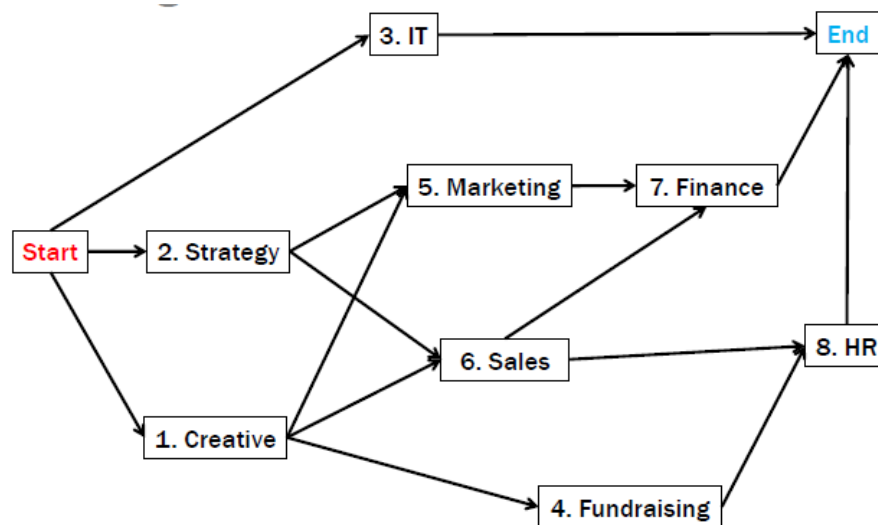 3. IT
End
5. Marketing
7. Finance
Start
2. Strategy
6. Sales
8. HR
1. Creative
4. Fundraising